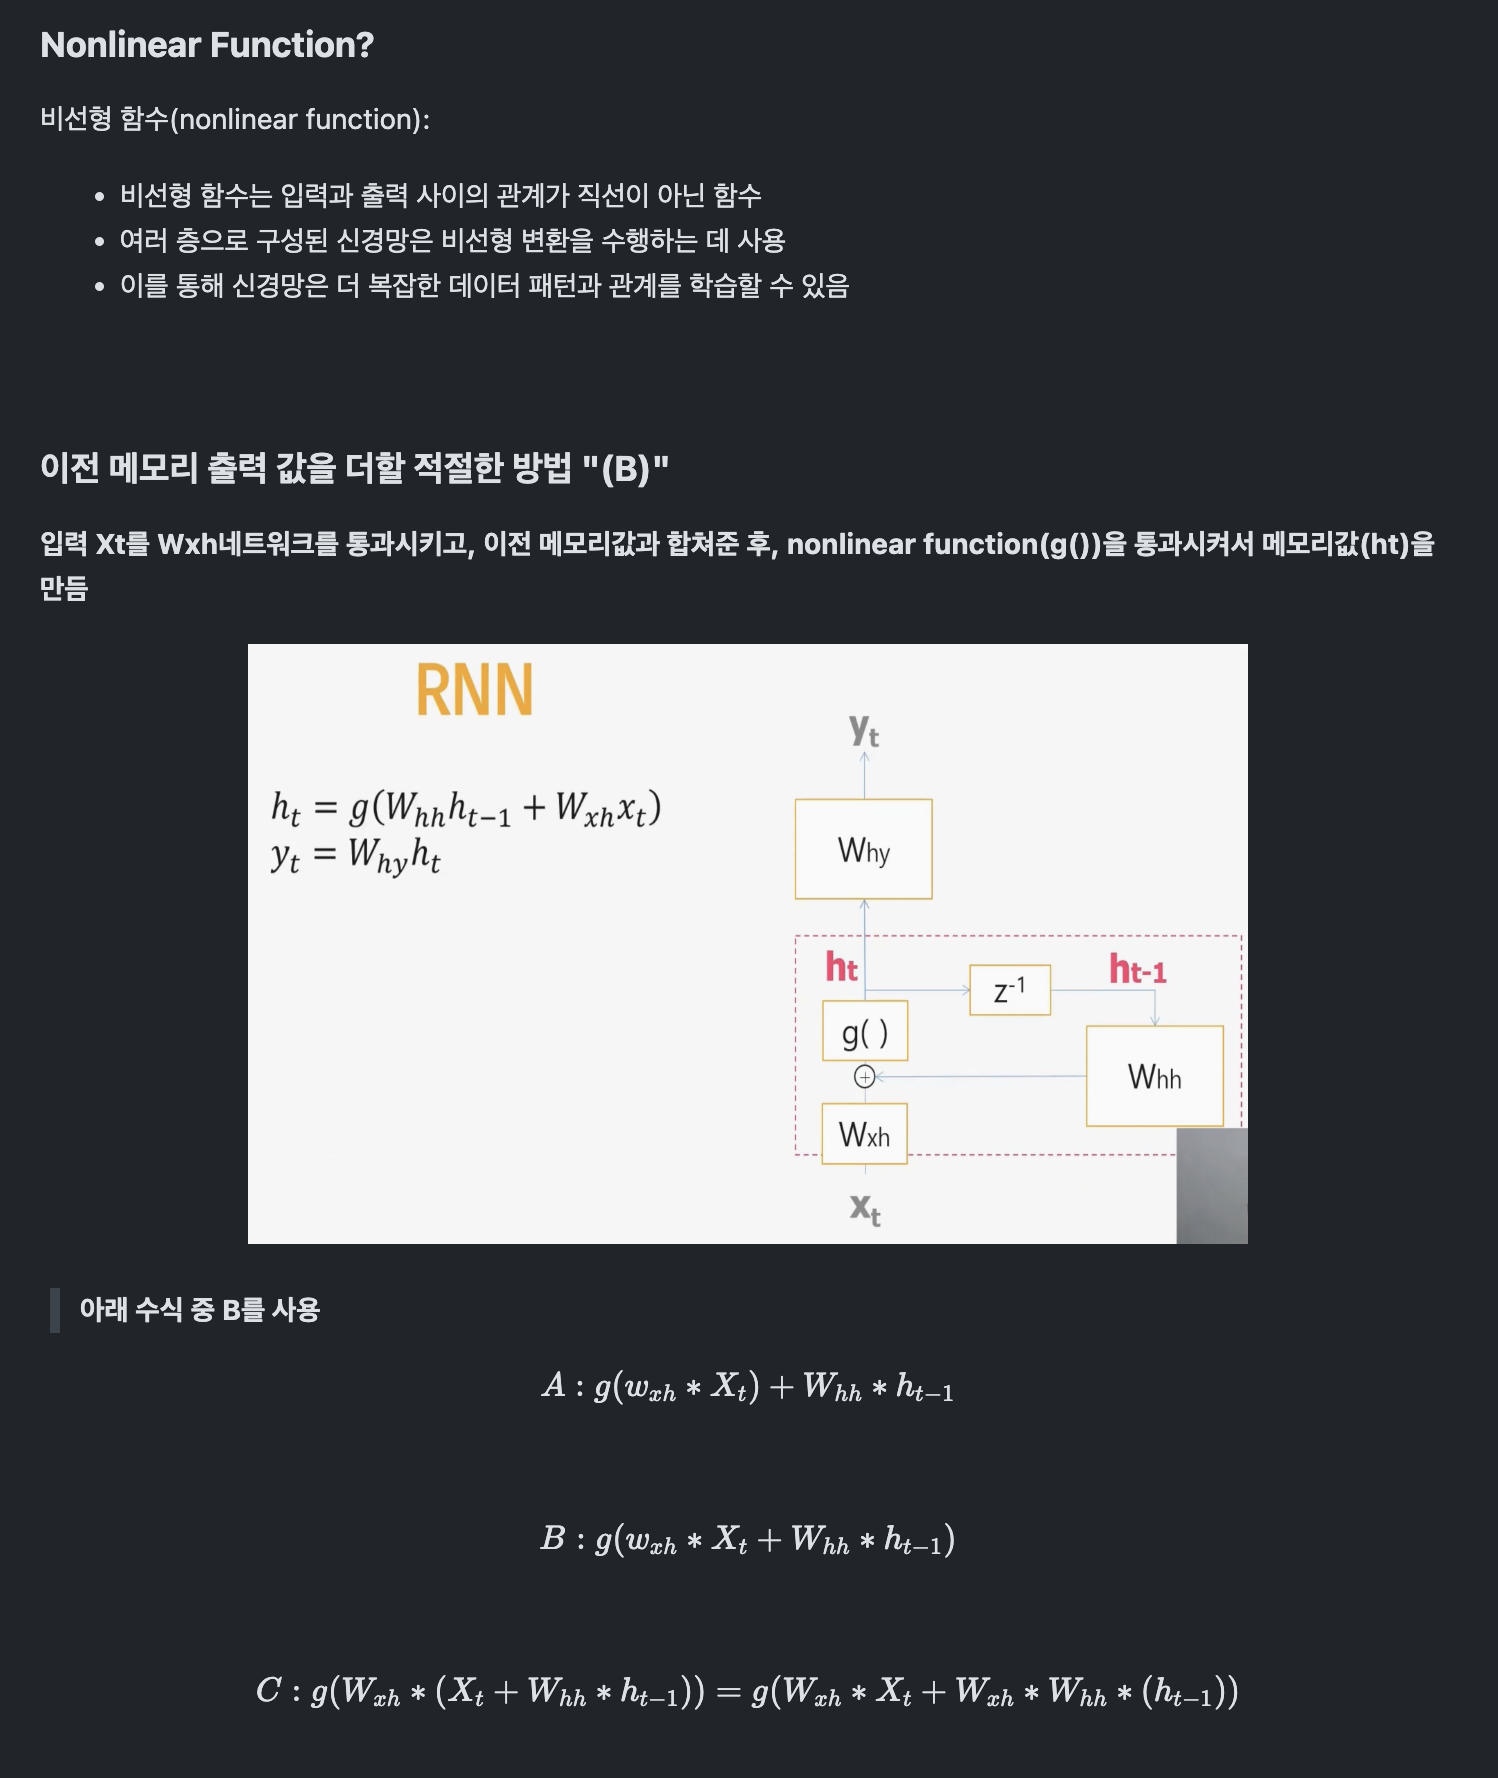 Nonlinear Function?
비선형 함수(nonlinear function):
• 비선형 함수는 입력과 출력 사이의 관계가 직선이 아닌 함수
• 여러 층으로 구성된 신경망은 비선형 변환을 수행하는 데 사용
• 이를 통해 신경망은 더 복잡한 데이터 패턴과 관계를 학습할 수 있음
이전 메모리 출력 값을 더할 적절한 방법 "(B)"
입력 Xt를 Wxh네트워크를 통과시키고, 이전 메모리값과 합쳐준 후, nonlinear function(g())을 통과시켜서 메모리값(ht)을
만듬
RNN
h_t = g(W_{hh}h_{t-1} + W_{xh}x_t)
y_t = W_{hy}h_t
y_t
Why
ht
z^{-1}
ht-1
g( )
+
Whh
Wxh
x_t
아래 수식 중 B를 사용
A : g(w_{xh} * X_t) + W_{hh} * h_{t-1}
B : g(w_{xh} * X_t + W_{hh} * h_{t-1})
C : g(W_{xh} * (X_t + W_{hh} * h_{t-1})) = g(W_{xh} * X_t + W_{xh} * W_{hh} * (h_{t-1}))